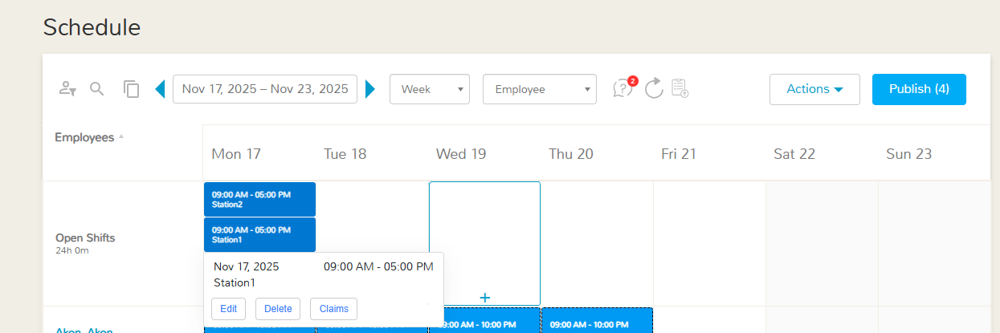 Schedule
Nov 17, 2025 – Nov 23, 2025
Week
Employee
?
2
Actions
Publish (4)
Employees
Mon 17
Tue 18
Wed 19
Thu 20
Fri 21
Sat 22
Sun 23
09:00 AM - 05:00 PM
Station2
09:00 AM - 05:00 PM
Station1
Open Shifts
24h 0m
Nov 17, 2025 09:00 AM - 05:00 PM
Station1
Edit
Delete
Claims
+
Akon, Akon
:00 AM - 10:00 PM
09:00 AM - 10:00 PM